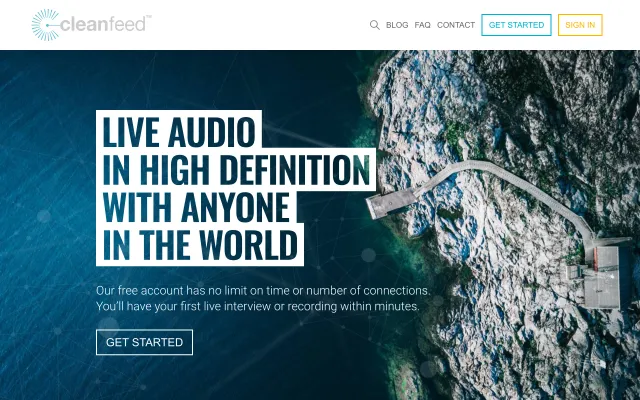 cleanfeed™
BLOG FAQ CONTACT GET STARTED SIGN IN
LIVE AUDIO
IN HIGH DEFINITION
WITH ANYONE
IN THE WORLD
Our free account has no limit on time or number of connections.
You'll have your first live interview or recording within minutes.
GET STARTED